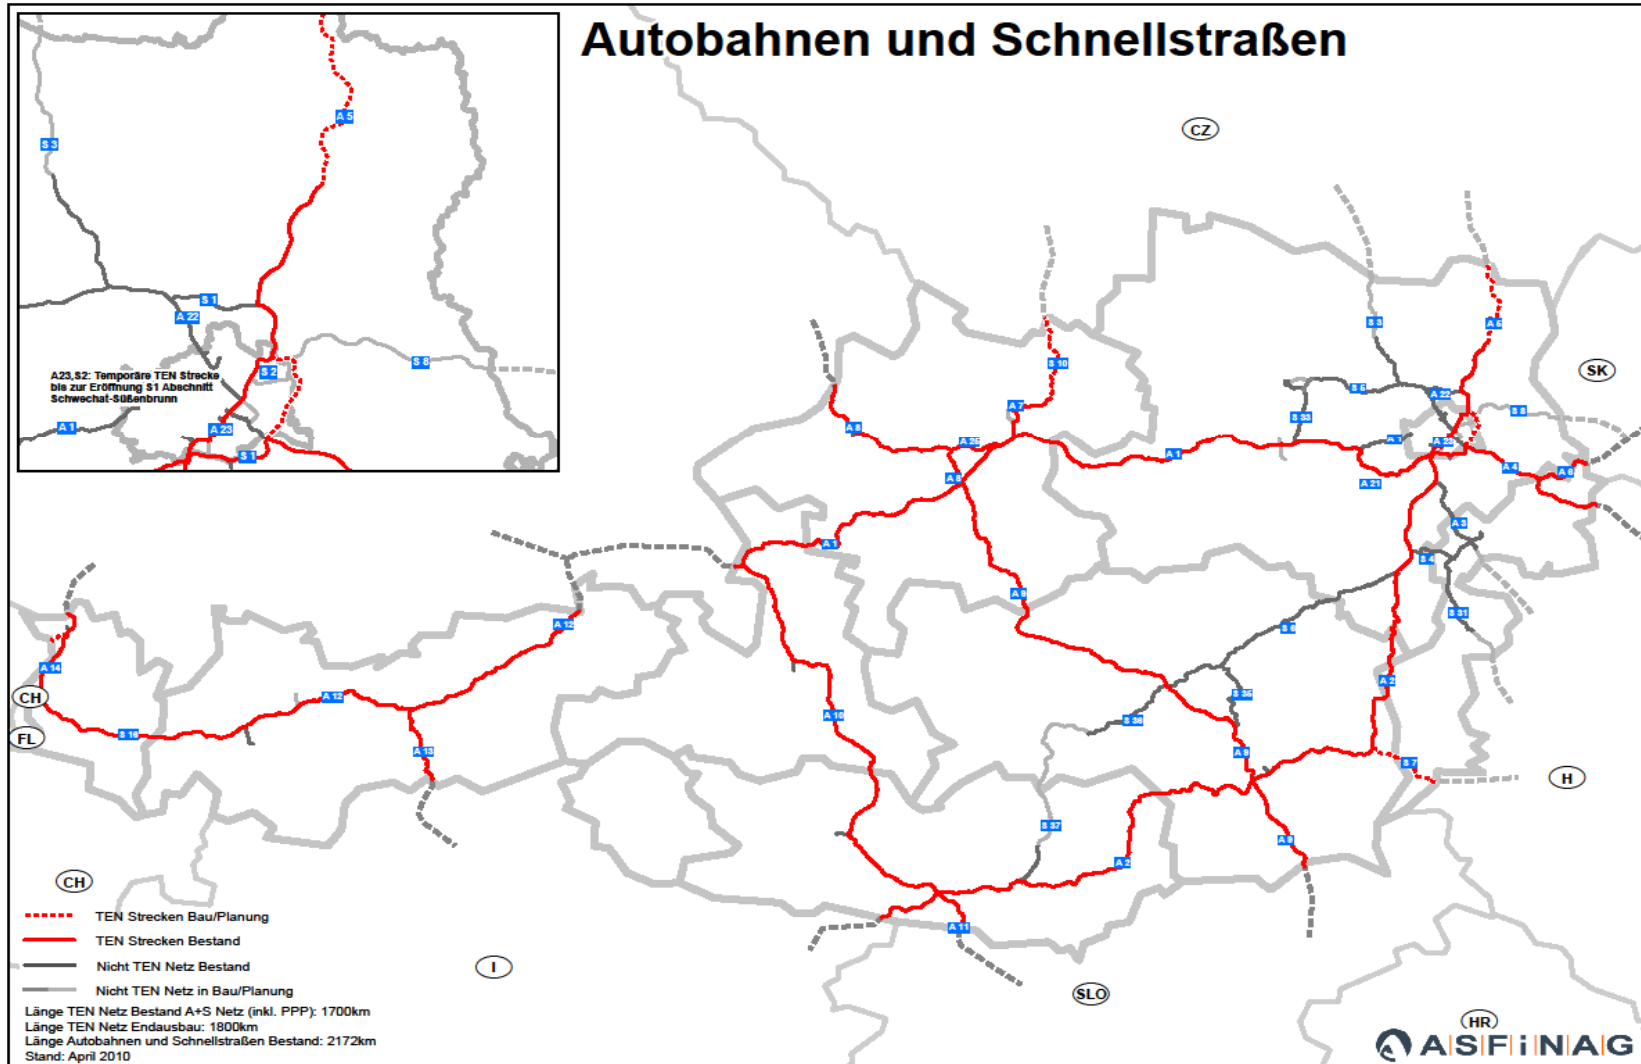 Autobahnen und Schnellstraßen
A 5
S 3
S 1
A 22
S 8
S 2
A23,S2: Temporäre TEN Strecke
bis zur Eröffnung S1 Abschnitt
Schwechat-Süßenbrunn
A 1
A 23
S 1
CZ
S 3
A 5
S 10
SK
S 5
A 22
A 7
S 8
S 33
A 8
A 25
A 1
A 23
A 1
A 4
A 6
A 21
A 3
A 1
S 4
A 9
S 31
A 12
S 6
A 14
A 2
CH
A 12
S 35
A 10
S 36
FL
S 16
A 13
A 9
S 7
H
S 37
A 9
A 2
CH
A 11
I
SLO
HR
TEN Strecken Bau/Planung
TEN Strecken Bestand
Nicht TEN Netz Bestand
Nicht TEN Netz in Bau/Planung
Länge TEN Netz Bestand A+S Netz (inkl. PPP): 1700km
Länge TEN Netz Endausbau: 1800km
Länge Autobahnen und Schnellstraßen Bestand: 2172km
Stand: April 2010
ASFiNAG